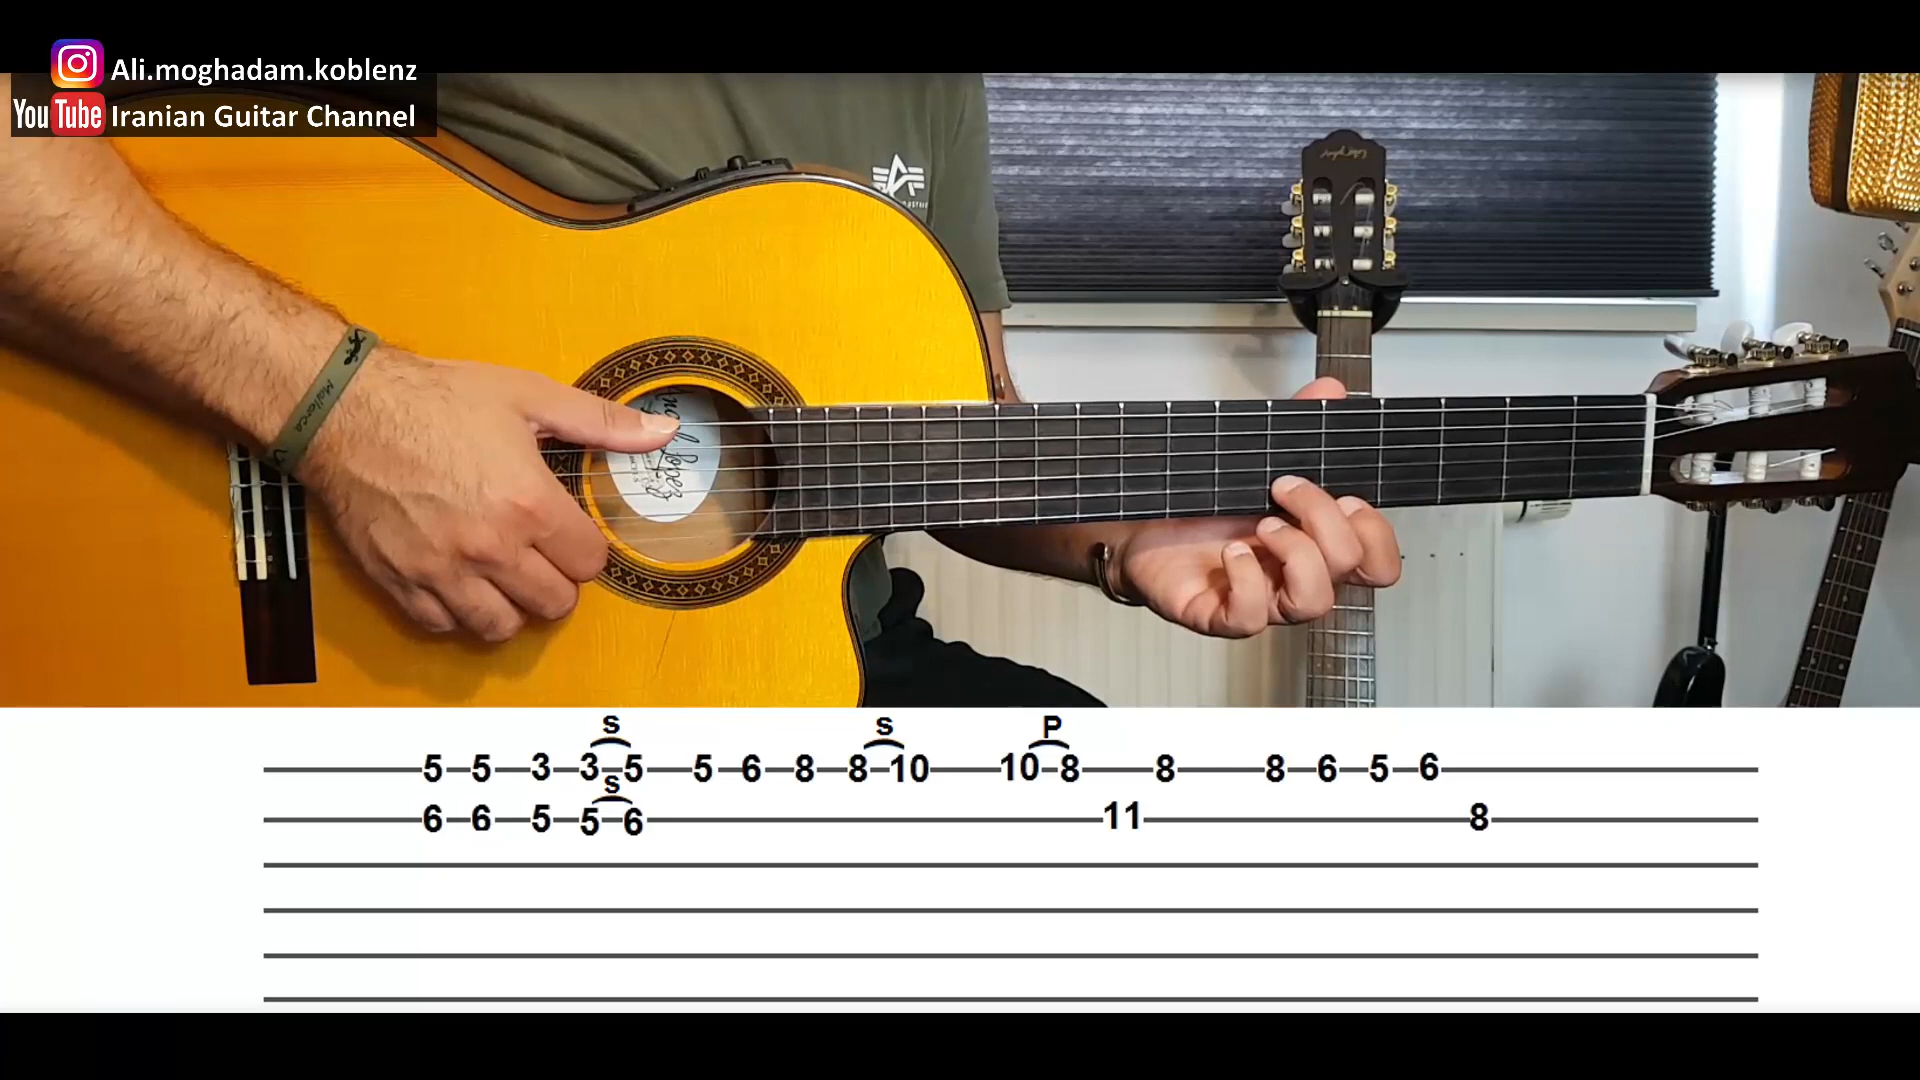 Ali.moghadam.koblenz
You Tube Iranian Guitar Channel
Mallorca
s s P
5 5 3 3 5 5 6 8 8 10 10 8 8 8 6 5 6
s
6 6 5 5 6 11 8